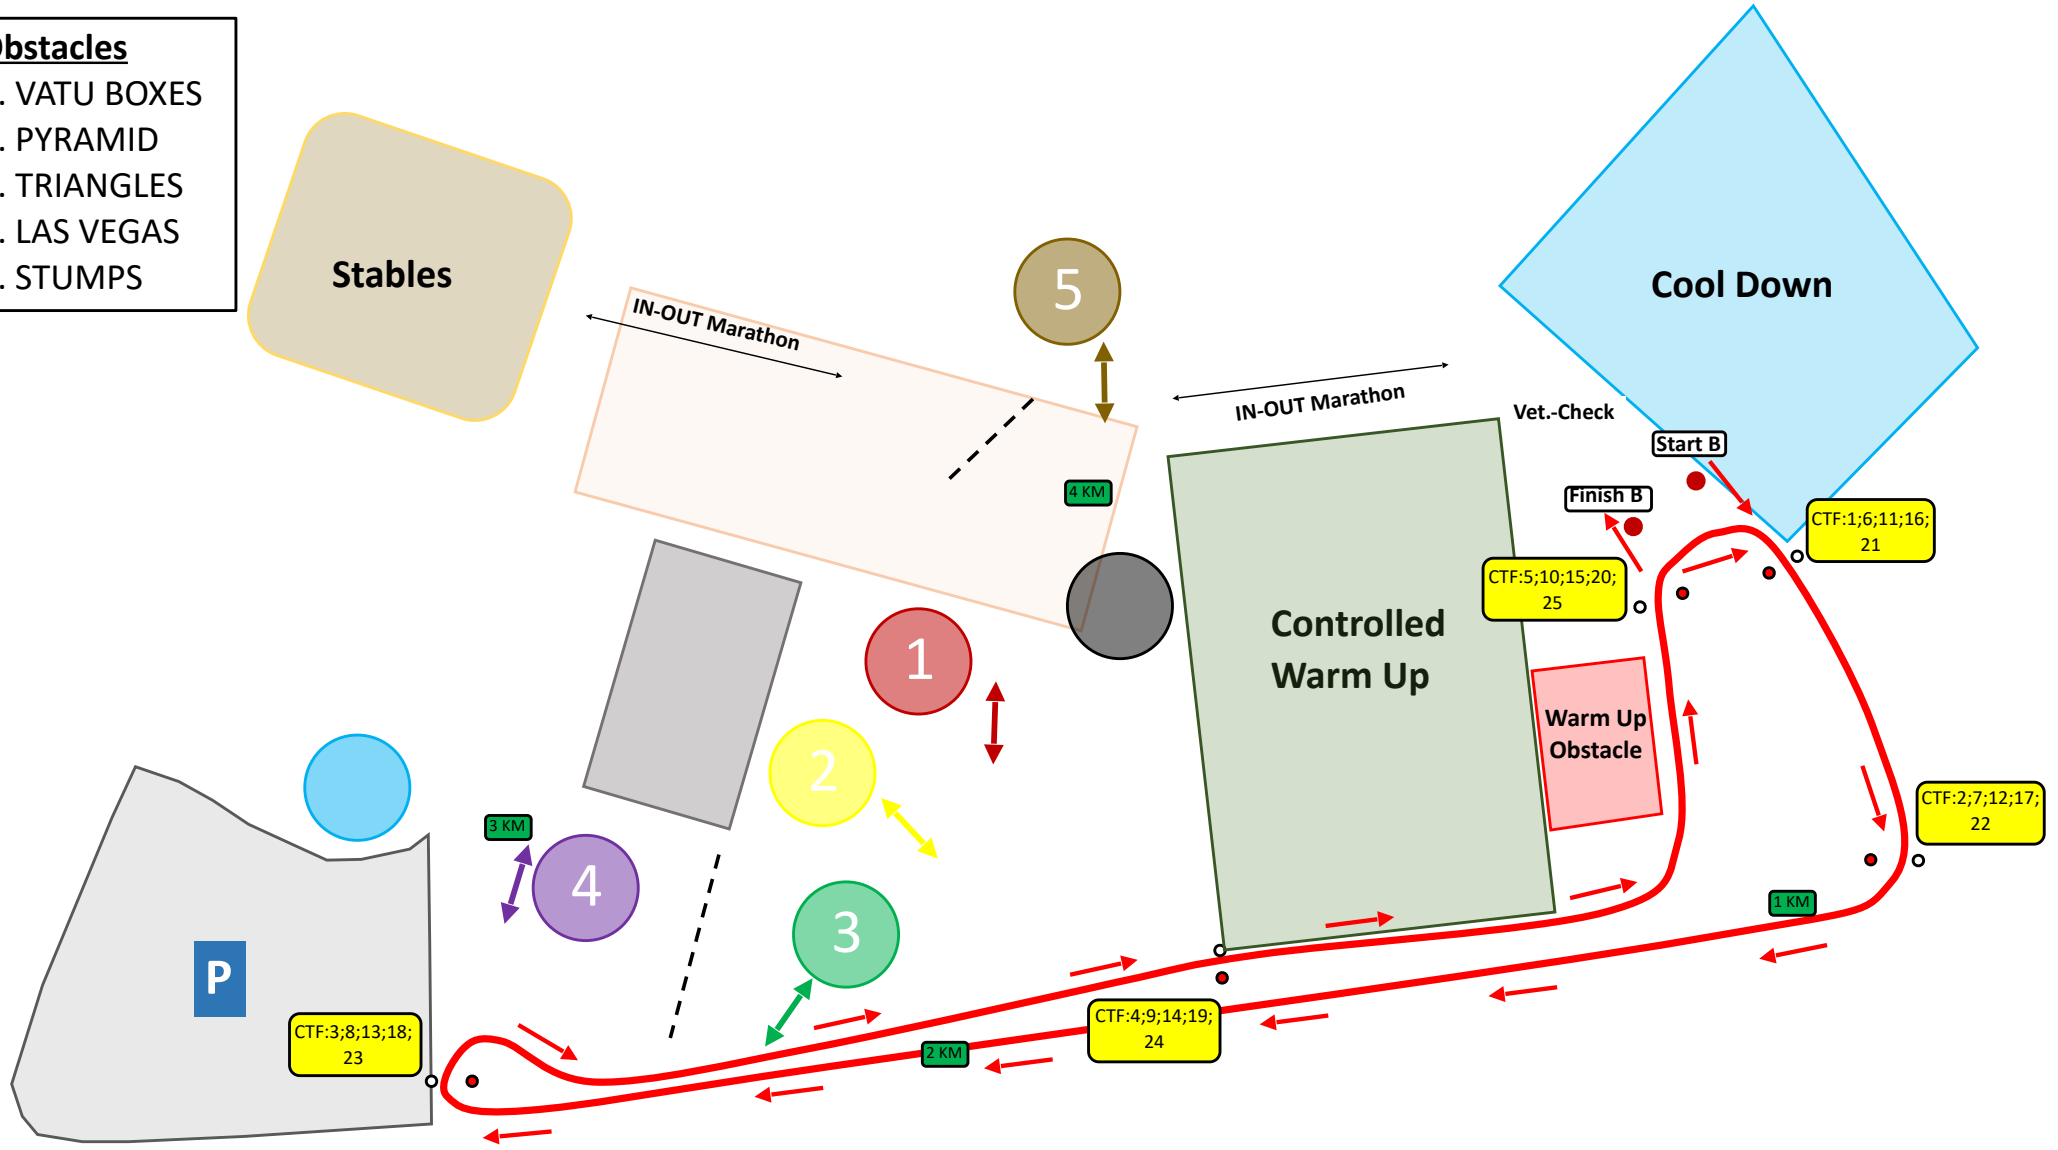 bstacles
. VATU BOXES
. PYRAMID
. TRIANGLES
. LAS VEGAS
. STUMPS
Stables
IN-OUT Marathon
5
Cool Down
IN-OUT Marathon
Vet.-Check
Start B
Finish B
4 KM
CTF:1;6;11;16;
21
CTF:5;10;15;20;
25
Controlled
Warm Up
1
Warm Up
Obstacle
2
CTF:2;7;12;17;
22
3 KM
4
3
1 KM
P
CTF:3;8;13;18;
23
CTF:4;9;14;19;
24
2 KM